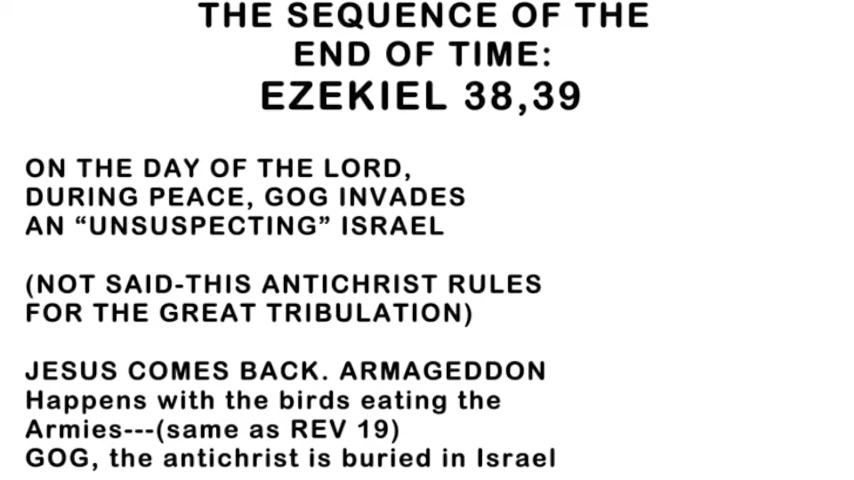 THE SEQUENCE OF THE
END OF TIME:
EZEKIEL 38,39
ON THE DAY OF THE LORD,
DURING PEACE, GOG INVADES
AN “UNSUSPECTING” ISRAEL
(NOT SAID-THIS ANTICHRIST RULES
FOR THE GREAT TRIBULATION)
JESUS COMES BACK. ARMAGEDDON
Happens with the birds eating the
Armies---(same as REV 19)
GOG, the antichrist is buried in Israel